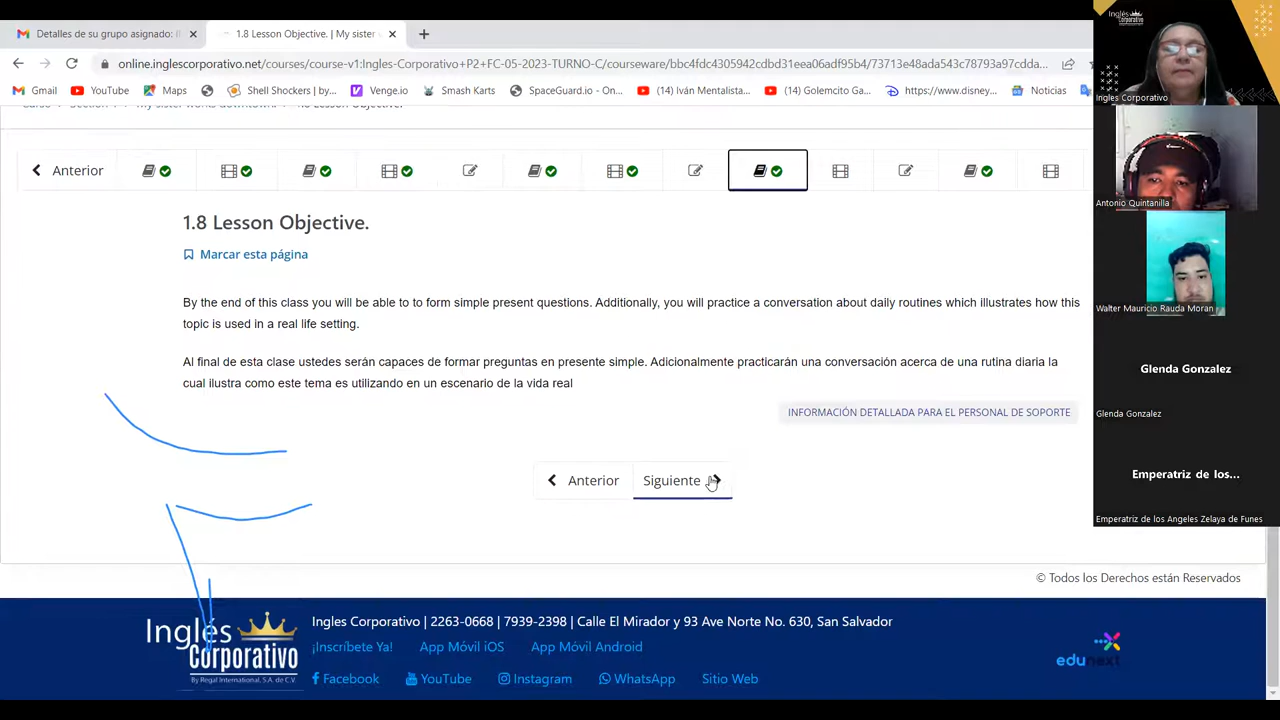 Detalles de su grupo asignado: I
1.8 Lesson Objective. | My sister
online.inglescorporativo.net/courses/course-v1:Ingles-Corporativo+P2+FC-05-2023-TURNO-C/courseware/bbc4fdc4305942cdbd31eea06adf95b4/73713e48ada543c78793a97cdda...
Gmail
YouTube
Maps
Shell Shockers | by...
Venge.io
Smash Karts
SpaceGuard.io - On...
(14) Iván Mentalista...
(14) Golemcito Ga...
https://www.disney...
Noticias
Anterior
1.8 Lesson Objective.
Marcar esta página
By the end of this class you will be able to to form simple present questions. Additionally, you will practice a conversation about daily routines which illustrates how this
topic is used in a real life setting.
Al final de esta clase ustedes serán capaces de formar preguntas en presente simple. Adicionalmente practicarán una conversación acerca de una rutina diaria la
cual ilustra como este tema es utilizando en un escenario de la vida real
INFORMACIÓN DETALLADA PARA EL PERSONAL DE SOPORTE
Anterior
Siguiente
© Todos los Derechos están Reservados
Inglés
Corporativo
By Regal International, S.A. de C.V.
Ingles Corporativo | 2263-0668 | 7939-2398 | Calle El Mirador y 93 Ave Norte No. 630, San Salvador
¡Inscríbete Ya!
App Móvil iOS
App Móvil Android
Facebook
YouTube
Instagram
WhatsApp
Sitio Web
edunext
Inglés
Corporativo
Ingles Corporativo
Antonio Quintanilla
Walter Mauricio Rauda Moran
Glenda Gonzalez
Glenda Gonzalez
Emperatriz de los...
Emperatriz de los Angeles Zelaya de Funes